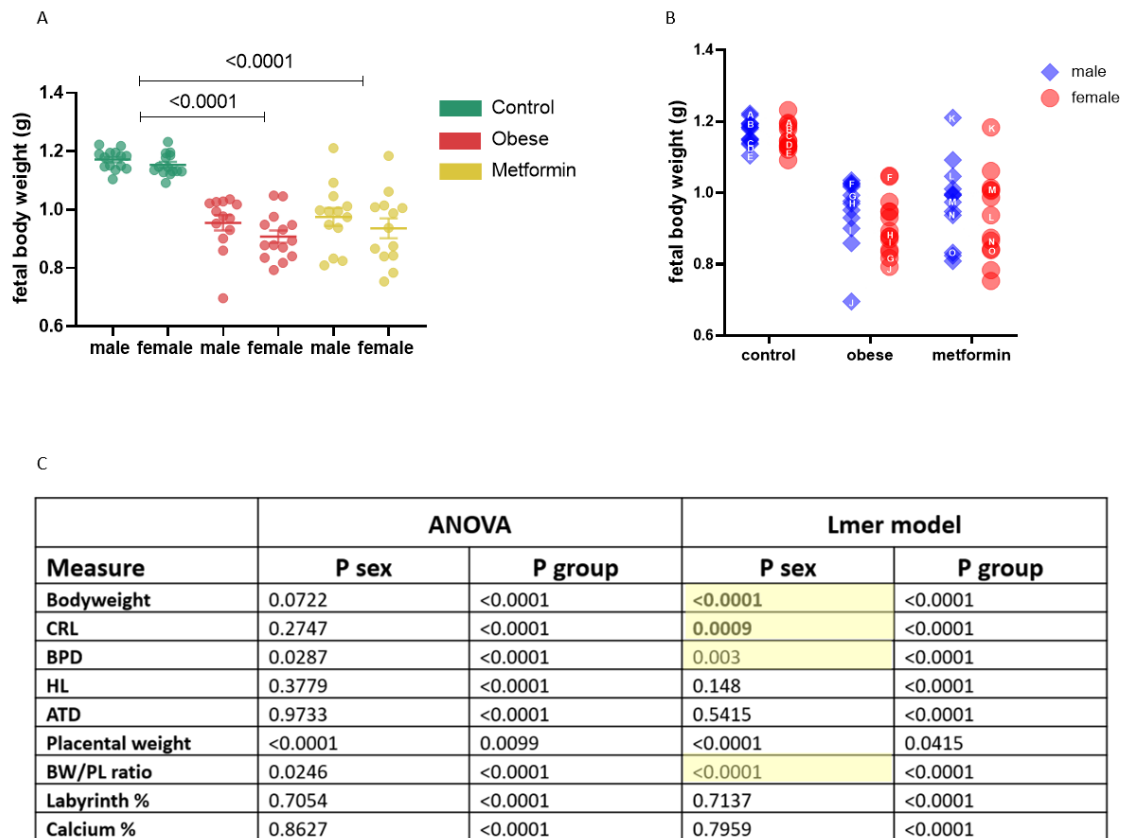 A
<0.0001
<0.0001
fetal body weight (g)
1.4
1.2
1.0
0.8
0.6
male female male female male female
Control
Obese
Metformin
B
fetal body weight (g)
1.4
1.2
1.0
0.8
0.6
control obese metformin
male
female
A
B
C
D
E
A
B
C
D
E
F
G
H
I
J
F
H
I
G
J
K
L
M
N
O
K
M
L
N
O
C
ANOVA Lmer model
Measure P sex P group P sex P group
Bodyweight 0.0722 <0.0001 <0.0001 <0.0001
CRL 0.2747 <0.0001 0.0009 <0.0001
BPD 0.0287 <0.0001 0.003 <0.0001
HL 0.3779 <0.0001 0.148 <0.0001
ATD 0.9733 <0.0001 0.5415 <0.0001
Placental weight <0.0001 0.0099 <0.0001 0.0415
BW/PL ratio 0.0246 <0.0001 <0.0001 <0.0001
Labyrinth % 0.7054 <0.0001 0.7137 <0.0001
Calcium % 0.8627 <0.0001 0.7959 <0.0001